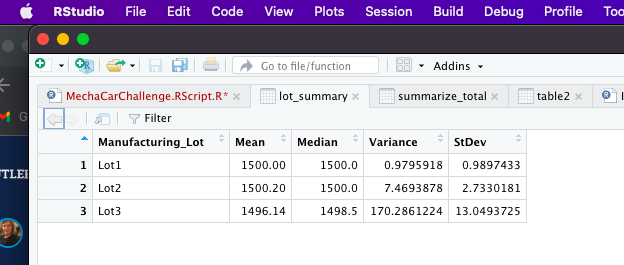 RStudio File Edit Code View Plots Session Build Debug Profile Too
Go to file/function Addins
MechaCarChallenge.RScript.R* lot_summary summarize_total table2
Filter
Manufacturing_Lot Mean Median Variance StDev
1 Lot1 1500.00 1500.0 0.9795918 0.9897433
2 Lot2 1500.20 1500.0 7.4693878 2.7330181
3 Lot3 1496.14 1498.5 170.2861224 13.0493725
TLER